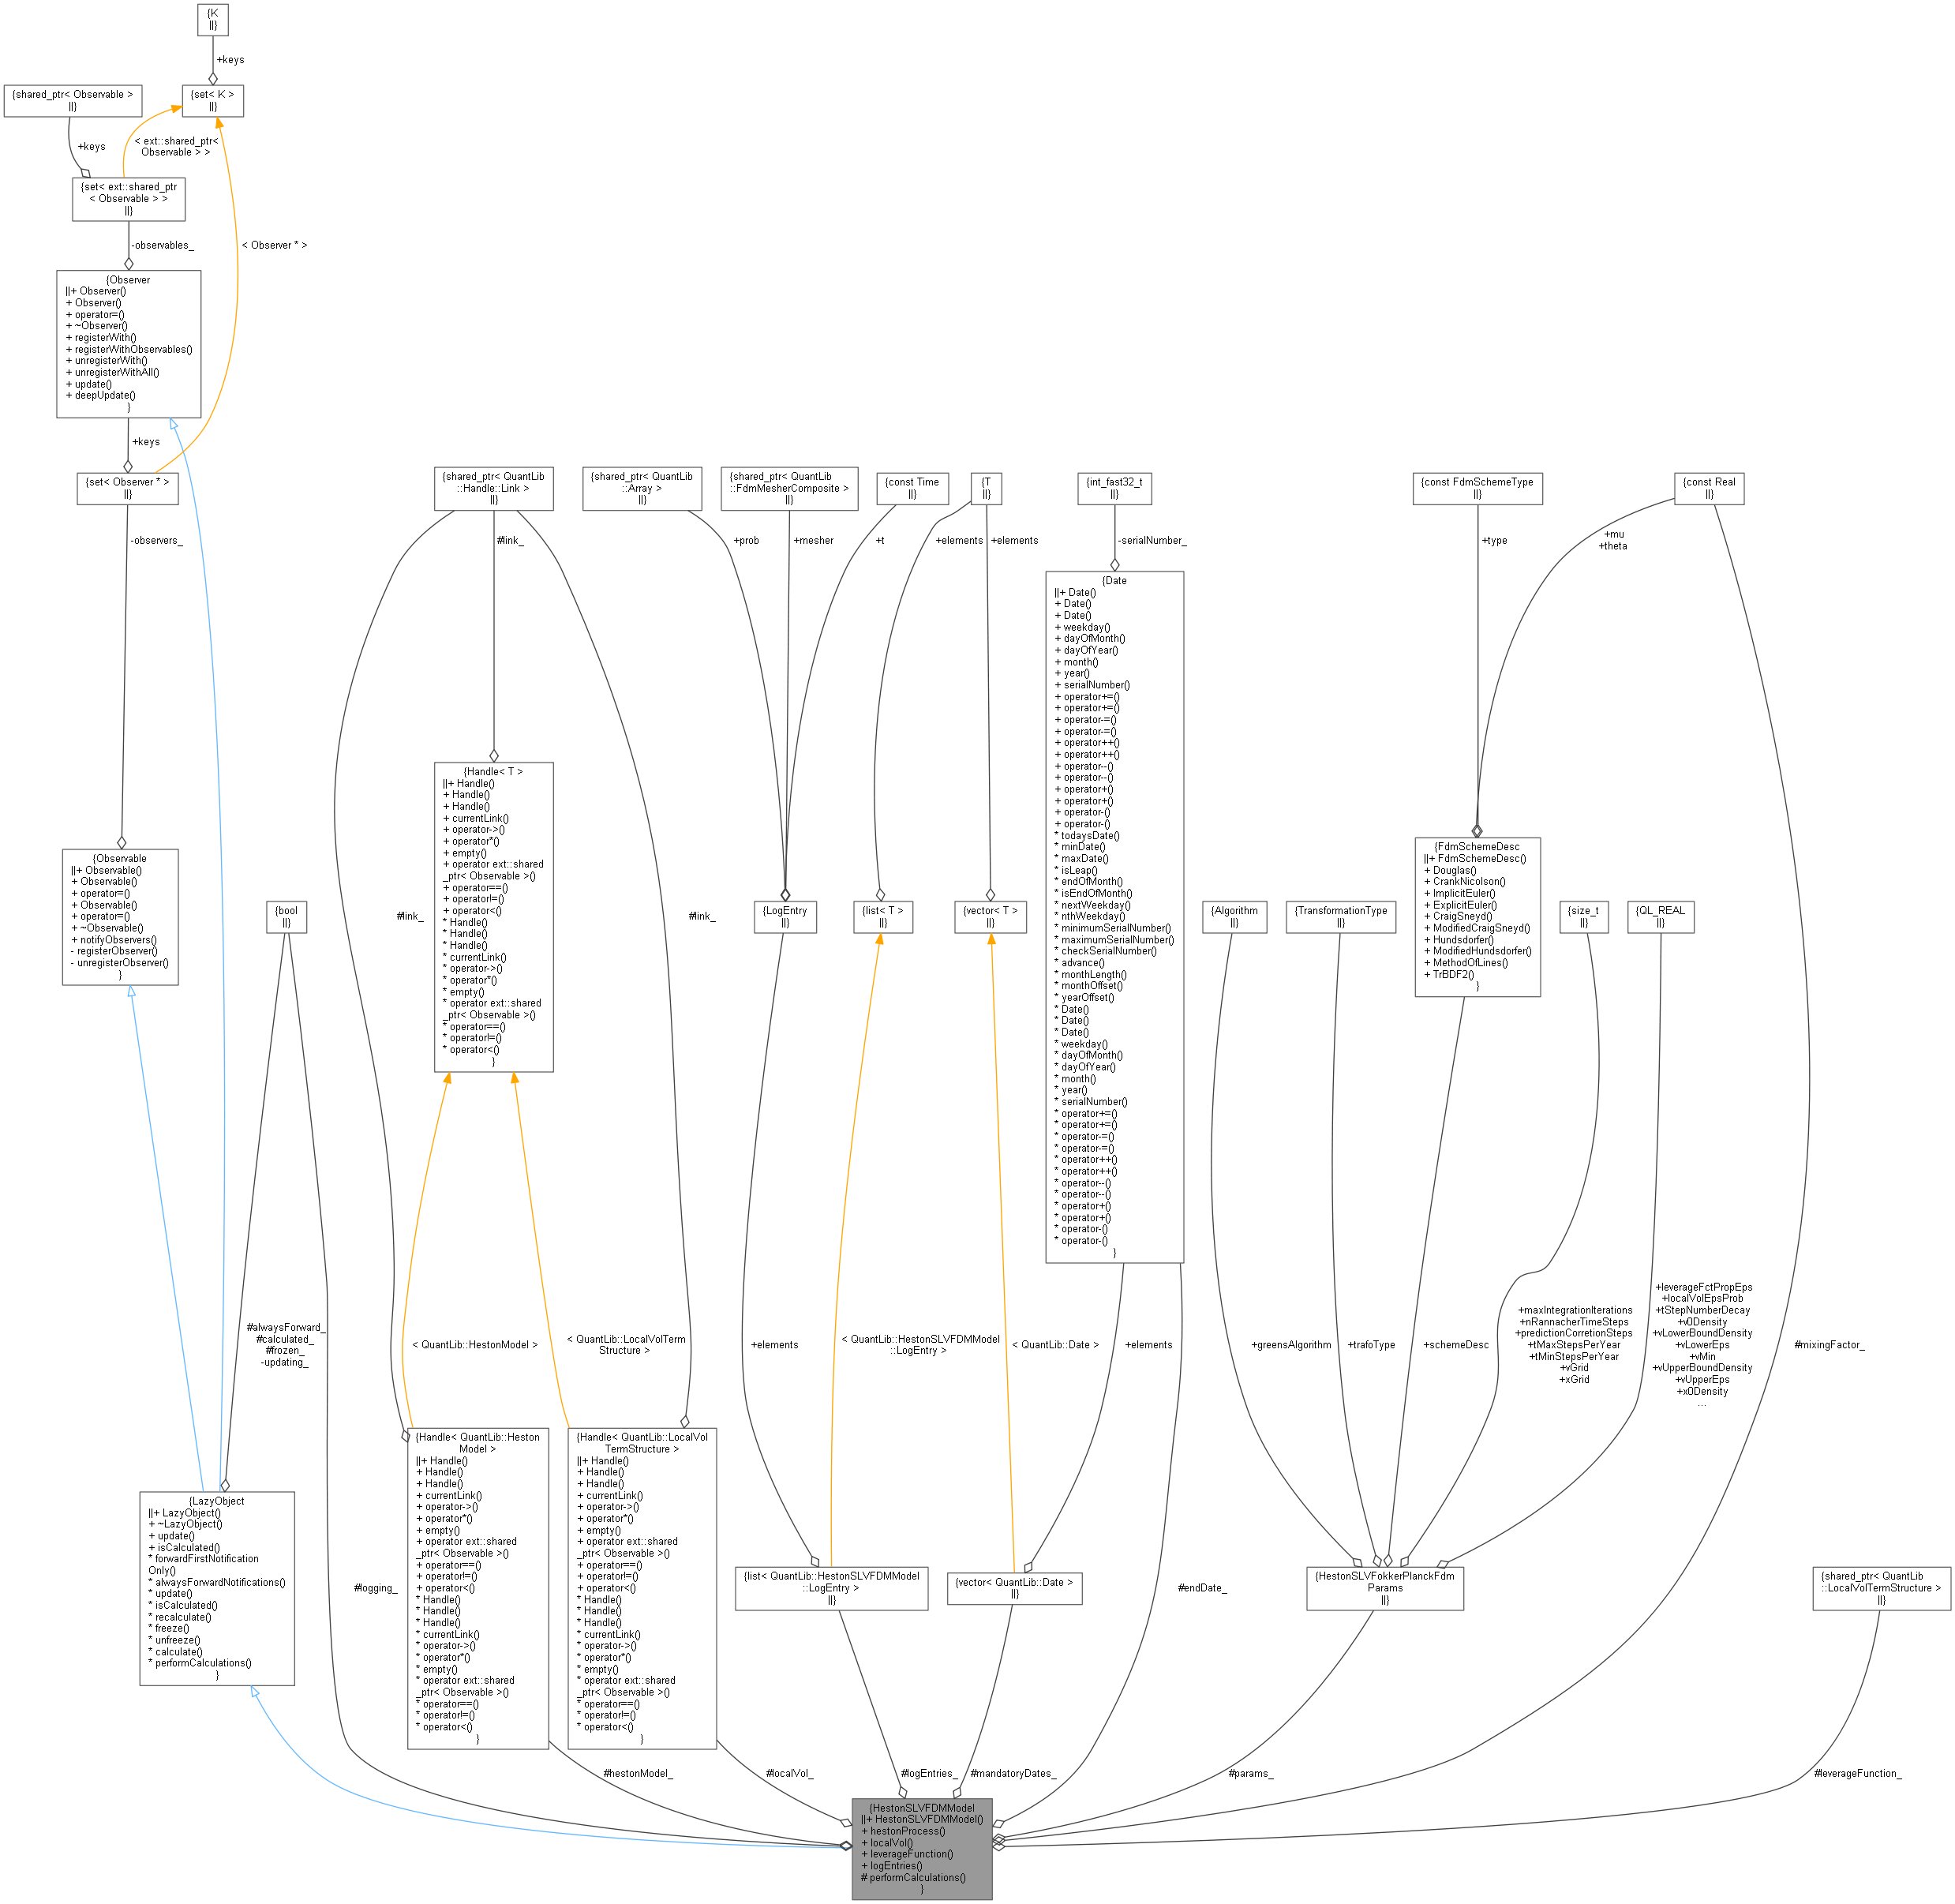 {K
||}
+keys
{shared_ptr< Observable >
||}
{set< K >
||}
+keys
< ext::shared_ptr<
Observable > >
{set< ext::shared_ptr
< Observable > >
||}
-observables_
< Observer * >
{Observer
||+ Observer()
+ Observer()
+ operator=()
+ ~Observer()
+ registerWith()
+ registerWithObservables()
+ unregisterWith()
+ unregisterWithAll()
+ update()
+ deepUpdate()
}
+keys
{set< Observer * >
||}
{shared_ptr< QuantLib
::Handle::Link >
||}
{shared_ptr< QuantLib
::Array >
||}
{shared_ptr< QuantLib
::FdmMesherComposite >
||}
{const Time
||}
{T
||}
{int_fast32_t
||}
{const FdmSchemeType
||}
{const Real
||}
-observers_
#link_
+prob
+mesher
+t
+elements
+elements
-serialNumber_
+type
+mu
+theta
{Date
||+ Date()
+ Date()
+ Date()
+ weekday()
+ dayOfMonth()
+ dayOfYear()
+ month()
+ year()
+ serialNumber()
+ operator+=()
+ operator+=()
+ operator-=()
+ operator-=()
+ operator++()
+ operator++()
+ operator--()
+ operator--()
+ operator+()
+ operator+()
+ operator-()
+ operator-()
* todaysDate()
* minDate()
* maxDate()
* isLeap()
* endOfMonth()
* isEndOfMonth()
* nextWeekday()
* nthWeekday()
* minimumSerialNumber()
* maximumSerialNumber()
* checkSerialNumber()
* advance()
* monthLength()
* monthOffset()
* yearOffset()
* Date()
* Date()
* Date()
* weekday()
* dayOfMonth()
* dayOfYear()
* month()
* year()
* serialNumber()
* operator+=()
* operator+=()
* operator-=()
* operator-=()
* operator++()
* operator++()
* operator--()
* operator--()
* operator+()
* operator+()
* operator-()
* operator-()
}
{Handle< T >
||+ Handle()
+ Handle()
+ Handle()
+ currentLink()
+ operator->()
+ operator*()
+ empty()
+ operator ext::shared
_ptr< Observable >()
+ operator==()
+ operator!=()
+ operator<()
* Handle()
* Handle()
* Handle()
* currentLink()
* operator->()
* operator*()
* empty()
* operator ext::shared
_ptr< Observable >()
* operator==()
* operator!=()
* operator<()
}
{Observable
||+ Observable()
+ Observable()
+ operator=()
+ Observable()
+ operator=()
+ ~Observable()
+ notifyObservers()
- registerObserver()
- unregisterObserver()
}
{bool
||}
#link_
#link_
{LogEntry
||}
{list< T >
||}
{vector< T >
||}
{Algorithm
||}
{TransformationType
||}
{FdmSchemeDesc
||+ FdmSchemeDesc()
+ Douglas()
+ CrankNicolson()
+ ImplicitEuler()
+ ExplicitEuler()
+ CraigSneyd()
+ ModifiedCraigSneyd()
+ Hundsdorfer()
+ ModifiedHundsdorfer()
+ MethodOfLines()
+ TrBDF2()
}
{size_t
||}
{QL_REAL
||}
#alwaysForward_
#calculated_
#frozen_
-updating_
< QuantLib::HestonModel >
< QuantLib::LocalVolTerm
Structure >
+elements
< QuantLib::HestonSLVFDMModel
::LogEntry >
< QuantLib::Date >
+elements
+greensAlgorithm
+trafoType
+schemeDesc
+maxIntegrationIterations
+nRannacherTimeSteps
+predictionCorretionSteps
+tMaxStepsPerYear
+tMinStepsPerYear
+vGrid
+xGrid
+leverageFctPropEps
+localVolEpsProb
+tStepNumberDecay
+v0Density
+vLowerBoundDensity
+vLowerEps
+vMin
+vUpperBoundDensity
+vUpperEps
+x0Density
...
#mixingFactor_
{LazyObject
||+ LazyObject()
+ ~LazyObject()
+ update()
+ isCalculated()
* forwardFirstNotification
Only()
* alwaysForwardNotifications()
* update()
* isCalculated()
* recalculate()
* freeze()
* unfreeze()
* calculate()
* performCalculations()
}
#logging_
{Handle< QuantLib::Heston
Model >
||+ Handle()
+ Handle()
+ Handle()
+ currentLink()
+ operator->()
+ operator*()
+ empty()
+ operator ext::shared
_ptr< Observable >()
+ operator==()
+ operator!=()
+ operator<()
* Handle()
* Handle()
* Handle()
* currentLink()
* operator->()
* operator*()
* empty()
* operator ext::shared
_ptr< Observable >()
* operator==()
* operator!=()
* operator<()
}
{Handle< QuantLib::LocalVol
TermStructure >
||+ Handle()
+ Handle()
+ Handle()
+ currentLink()
+ operator->()
+ operator*()
+ empty()
+ operator ext::shared
_ptr< Observable >()
+ operator==()
+ operator!=()
+ operator<()
* Handle()
* Handle()
* Handle()
* currentLink()
* operator->()
* operator*()
* empty()
* operator ext::shared
_ptr< Observable >()
* operator==()
* operator!=()
* operator<()
}
{list< QuantLib::HestonSLVFDMModel
::LogEntry >
||}
{vector< QuantLib::Date >
||}
#endDate_
{HestonSLVFokkerPlanckFdm
Params
||}
{shared_ptr< QuantLib
::LocalVolTermStructure >
||}
#hestonModel_
#localVol_
#logEntries_
#mandatoryDates_
#params_
#leverageFunction_
{HestonSLVFDMModel
||+ HestonSLVFDMModel()
+ hestonProcess()
+ localVol()
+ leverageFunction()
+ logEntries()
# performCalculations()
}